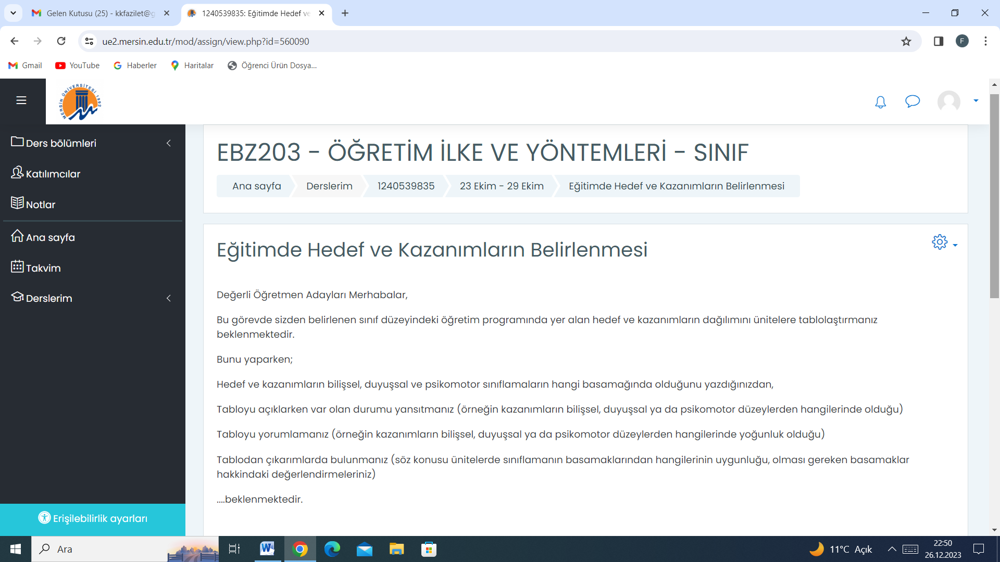 Gelen Kutusu (25) - kkfazilet@g
1240539835: Eğitimde Hedef ve
ue2.mersin.edu.tr/mod/assign/view.php?id=560090
F
Gmail
YouTube
Haberler
Haritalar
Öğrenci Ürün Dosya...
MERSİN ÜNİVERSİTESİ 1992
Ders bölümleri
Katılımcılar
Notlar
Ana sayfa
Takvim
Derslerim
Erişilebilirlik ayarları
EBZ203 - ÖĞRETİM İLKE VE YÖNTEMLERİ - SINIF
Ana sayfa Derslerim 1240539835 23 Ekim - 29 Ekim Eğitimde Hedef ve Kazanımların Belirlenmesi
Eğitimde Hedef ve Kazanımların Belirlenmesi
Değerli Öğretmen Adayları Merhabalar,
Bu görevde sizden belirlenen sınıf düzeyindeki öğretim programında yer alan hedef ve kazanımların dağılımını ünitelere tablolaştırmanız
beklenmektedir.
Bunu yaparken;
Hedef ve kazanımların bilişsel, duyuşsal ve psikomotor sınıflamaların hangi basamağında olduğunu yazdığınızdan,
Tabloyu açıklarken var olan durumu yansıtmanız (örneğin kazanımların bilişsel, duyuşsal ya da psikomotor düzeylerden hangilerinde olduğu)
Tabloyu yorumlamanız (örneğin kazanımların bilişsel, duyuşsal ya da psikomotor düzeylerden hangilerinde yoğunluk olduğu)
Tablodan çıkarımlarda bulunmanız (söz konusu ünitelerde sınıflamanın basamaklarından hangilerinin uygunluğu, olması gereken basamaklar
hakkindaki değerlendirmeleriniz)
....beklenmektedir.
Ara
11°C Açık
22:50
26.12.2023